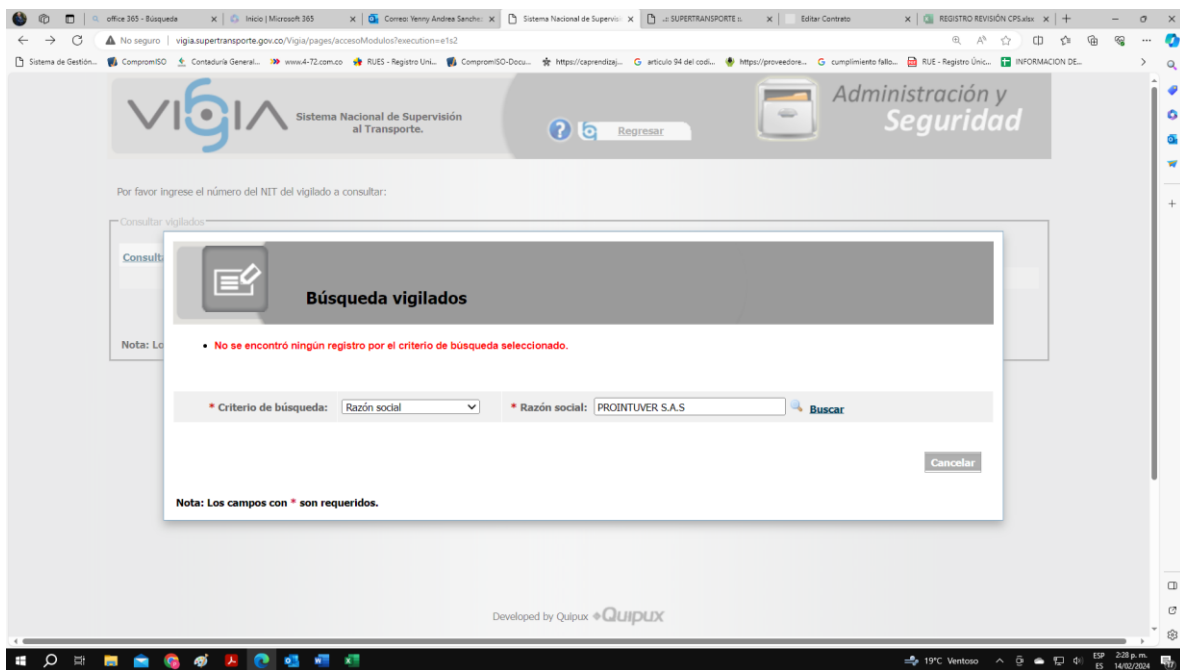 office 365 - Búsqueda
Inicio | Microsoft 365
Correo: Yenny Andrea Sanchez
Sistema Nacional de Supervisi
.:: SUPERTRANSPORTE ::.
Editar Contrato
REGISTRO REVISIÓN CPS.xlsx
No seguro | vigia.supertransporte.gov.co/Vigia/pages/accesoModulos?execution=e1s2
Sistema de Gestión...
CompromISO
Contaduría General...
www.4-72.com.co
RUES - Registro Uni...
CompromISO-Docu...
https://caprendizaj...
articulo 94 del codi...
https://proveedore...
cumplimiento fallo...
RUE - Registro Únic...
INFORMACION DE...
VIGIA
Sistema Nacional de Supervisión
al Transporte.
Regresar
Administración y
Seguridad
Por favor ingrese el número del NIT del vigilado a consultar:
Consultar vigilados
Consulta
Búsqueda vigilados
Nota: Lo
No se encontró ningún registro por el criterio de búsqueda seleccionado.
* Criterio de búsqueda: Razón social * Razón social: PROINTUVER S.A.S Buscar
Cancelar
Nota: Los campos con * son requeridos.
Developed by Quipux Quipux
19°C Ventoso
ESP
ES
2:28 p. m.
14/02/2024